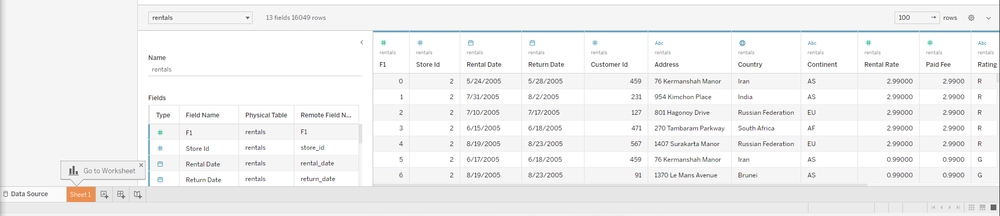 rentals 13 fields 16049 rows 100 → rows
Name
rentals
Fields
Type Field Name Physical Table Remote Field N...
# F1 rentals F1
# Store Id rentals store_id
Rental Date rentals rental_date
Return Date rentals return_date
# # # Abc Abc # # Abc
rentals rentals rentals rentals rentals rentals rentals rentals rentals rentals rentals
F1 Store Id Rental Date Return Date Customer Id Address Country Continent Rental Rate Paid Fee Rating
0 2 5/24/2005 5/28/2005 459 76 Kermanshah Manor Iran AS 2.99000 2.9900 R
1 2 7/31/2005 8/2/2005 231 954 Kimchon Place India AS 2.99000 2.9900 R
2 2 7/10/2005 7/17/2005 127 801 Hagonoy Drive Russian Federation EU 2.99000 2.9900 R
3 2 6/15/2005 6/18/2005 471 270 Tambaram Parkway South Africa AF 2.99000 2.9900 R
4 2 8/19/2005 8/23/2005 567 1407 Surakarta Manor Russian Federation EU 2.99000 2.9900 R
5 2 6/17/2005 6/18/2005 459 76 Kermanshah Manor Iran AS 0.99000 0.9900 G
6 2 8/19/2005 8/23/2005 91 1370 Le Mans Avenue Brunei AS 0.99000 0.9900 G
Go to Worksheet
Data Source Sheet 1